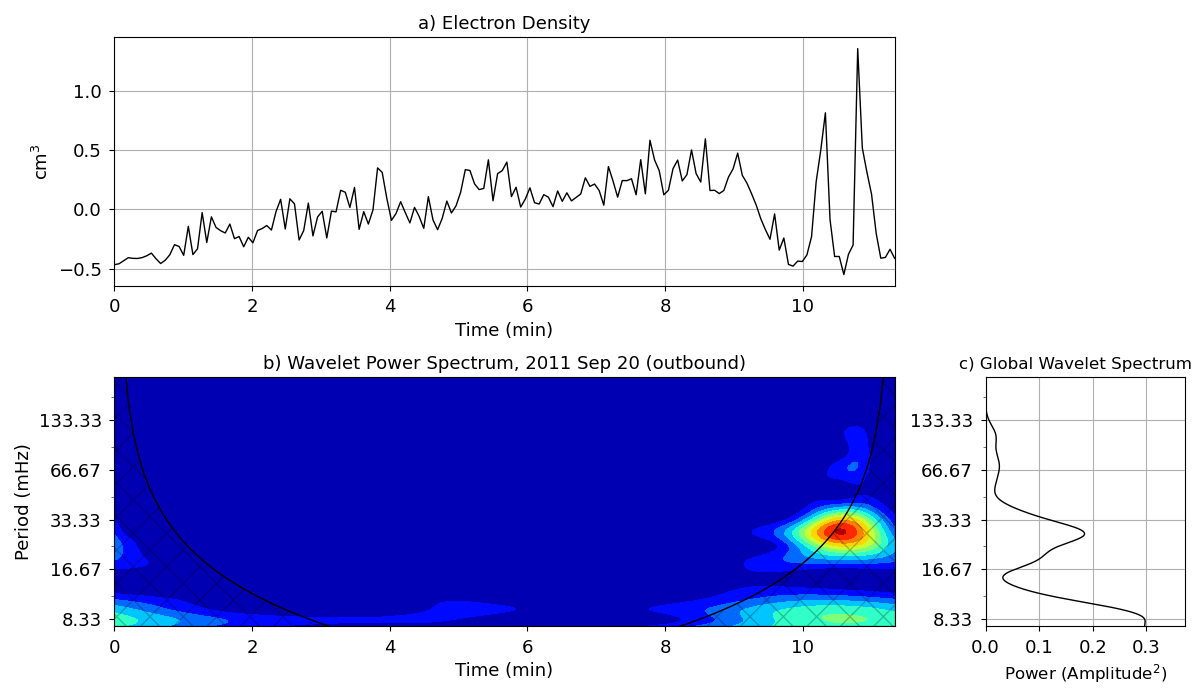 a) Electron Density
1.0
0.5
0.0
−0.5
cm³
0 2 4 6 8 10
Time (min)
b) Wavelet Power Spectrum, 2011 Sep 20 (outbound)
133.33
66.67
33.33
16.67
8.33
Period (mHz)
0 2 4 6 8 10
Time (min)
c) Global Wavelet Spectrum
133.33
66.67
33.33
16.67
8.33
0.0 0.1 0.2 0.3
Power (Amplitude²)